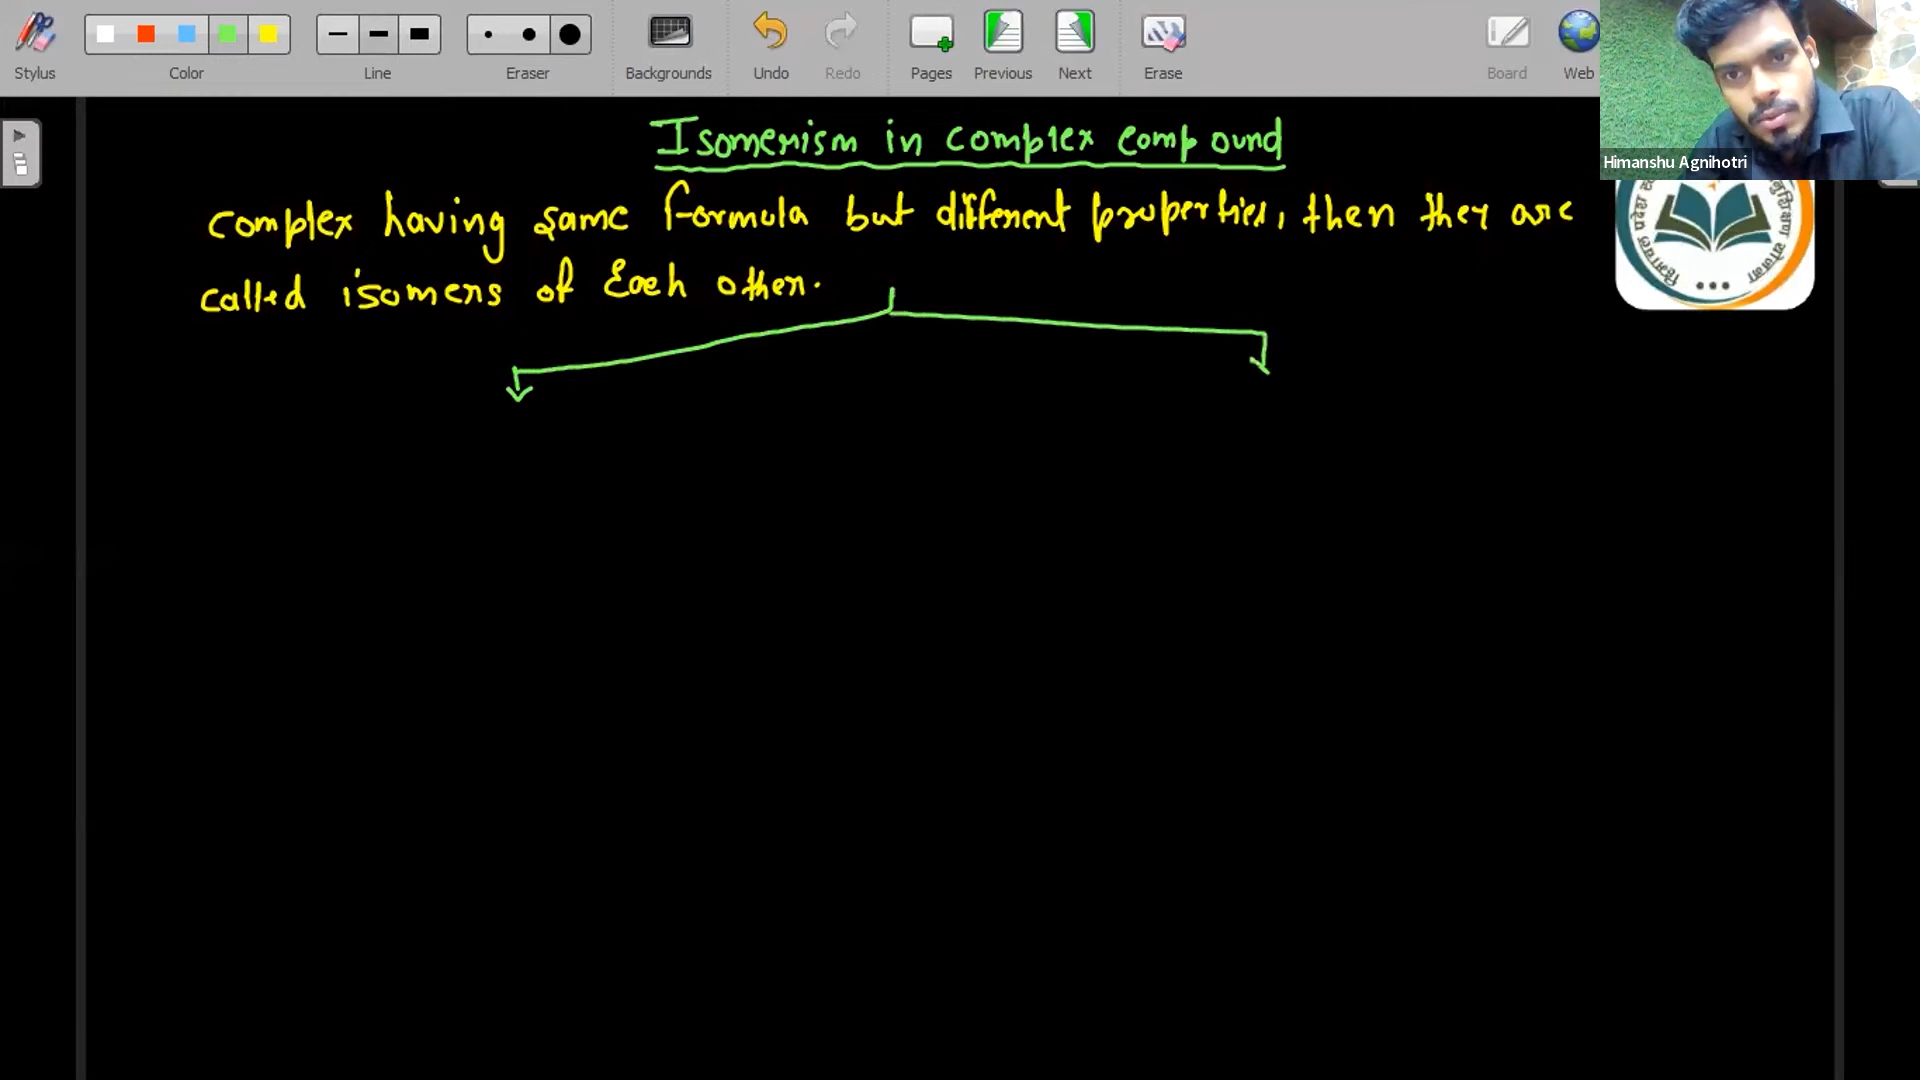 Stylus
Color
Line
Eraser
Backgrounds
Undo
Redo
Pages
Previous
Next
Erase
Board
Web
Himanshu Agnihotri
Isomerism in complex compound
complex having same formula but different properties, then they are
called isomers of Each other.